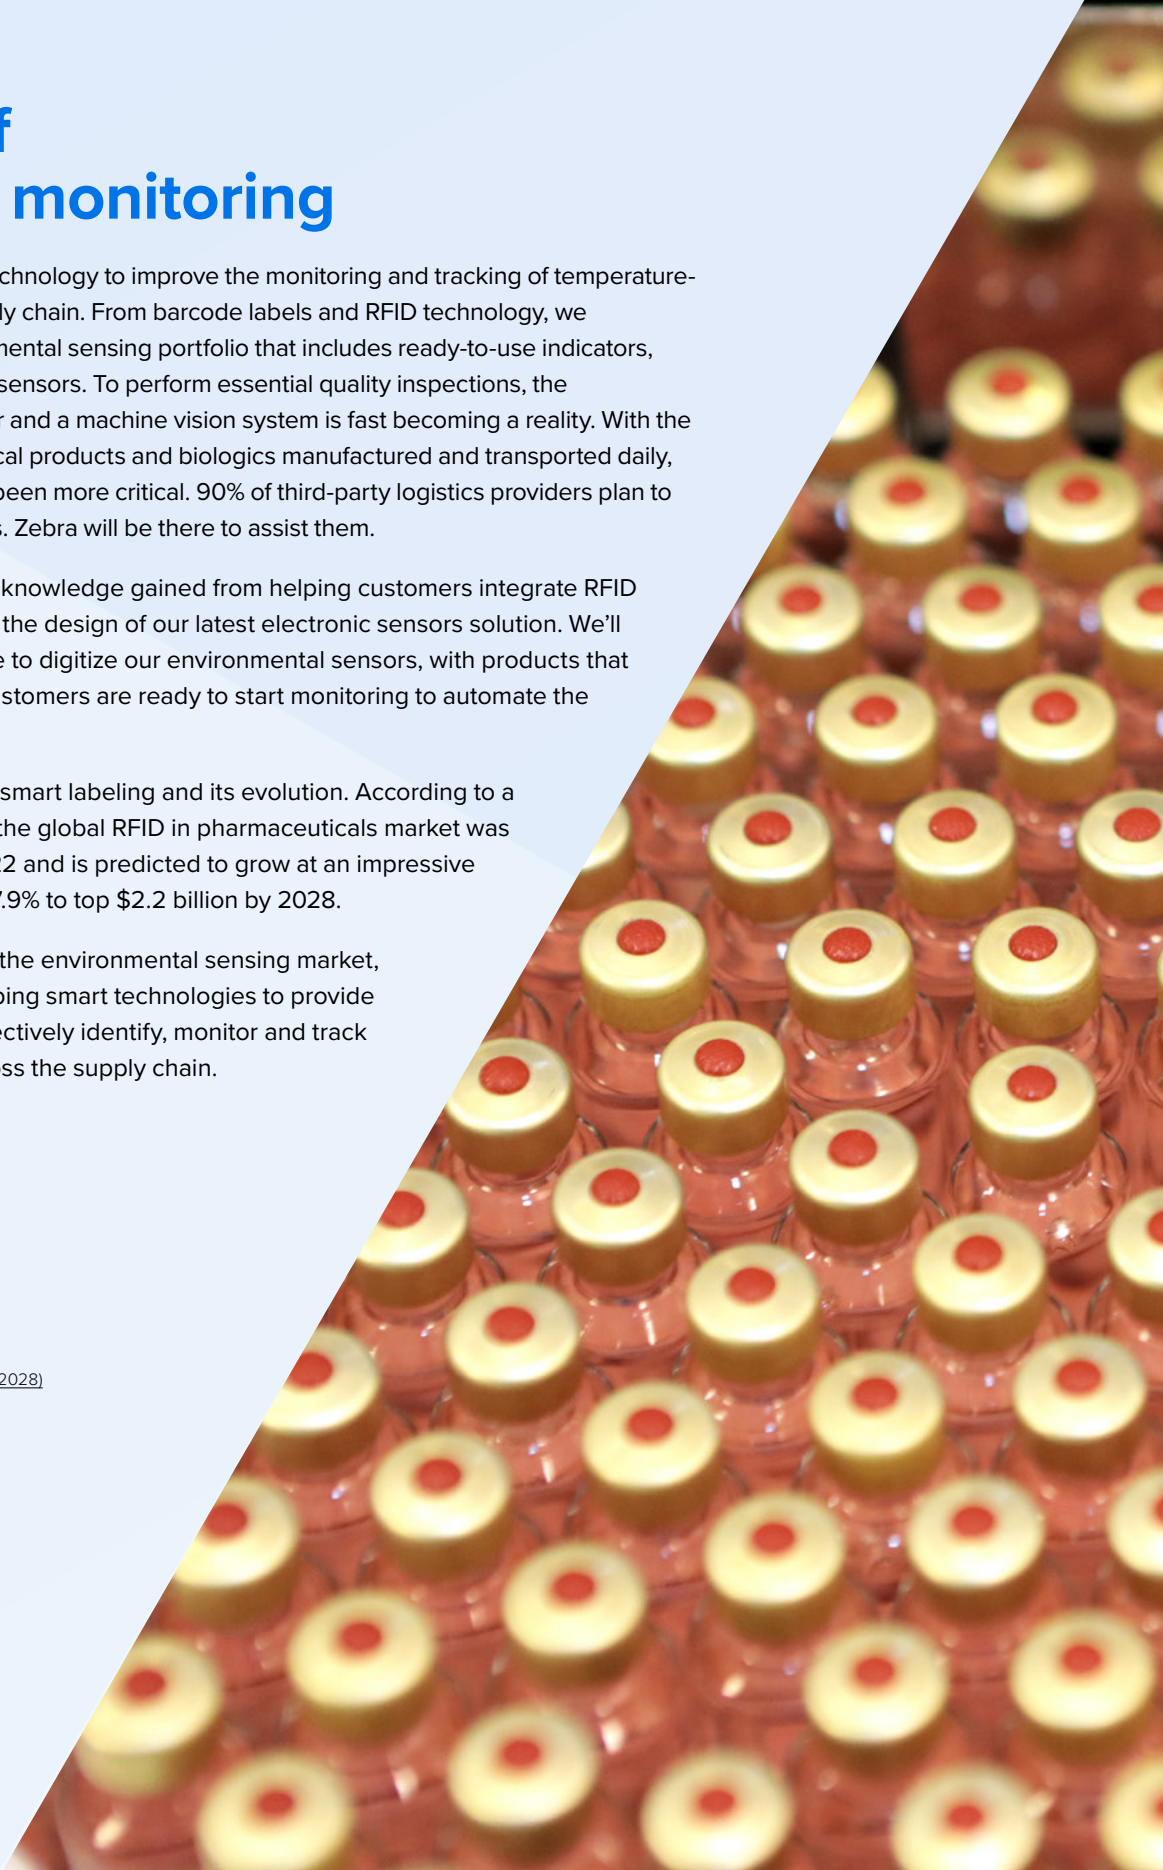 f
monitoring
chnology to improve the monitoring and tracking of temperature-
ly chain. From barcode labels and RFID technology, we
mental sensing portfolio that includes ready-to-use indicators,
sensors. To perform essential quality inspections, the
r and a machine vision system is fast becoming a reality. With the
cal products and biologics manufactured and transported daily,
been more critical. 90% of third-party logistics providers plan to
s. Zebra will be there to assist them.
knowledge gained from helping customers integrate RFID
the design of our latest electronic sensors solution. We’ll
e to digitize our environmental sensors, with products that
stomers are ready to start monitoring to automate the
smart labeling and its evolution. According to a
the global RFID in pharmaceuticals market was
22 and is predicted to grow at an impressive
7.9% to top $2.2 billion by 2028.
the environmental sensing market,
ping smart technologies to provide
ectively identify, monitor and track
oss the supply chain.
2028)